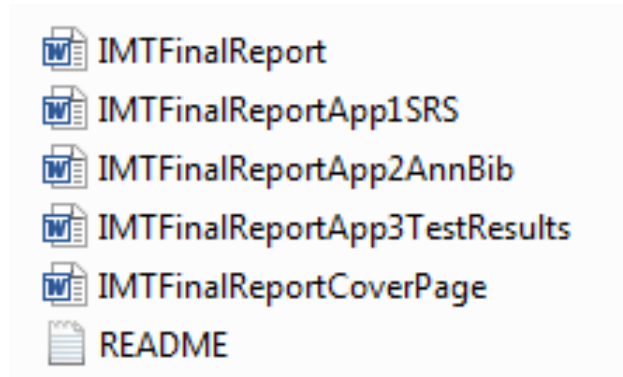 IMTFinalReport
IMTFinalReportApp1SRS
IMTFinalReportApp2AnnBib
IMTFinalReportApp3TestResults
IMTFinalReportCoverPage
README